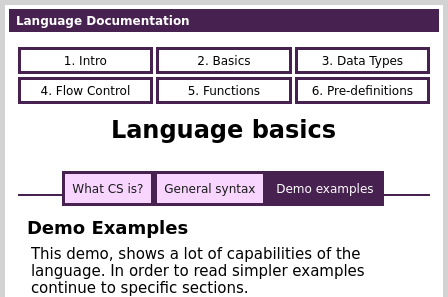 Language Documentation
1. Intro
2. Basics
3. Data Types
4. Flow Control
5. Functions
6. Pre-definitions
Language basics
What CS is?
General syntax
Demo examples
Demo Examples
This demo, shows a lot of capabilities of the
language. In order to read simpler examples
continue to specific sections.